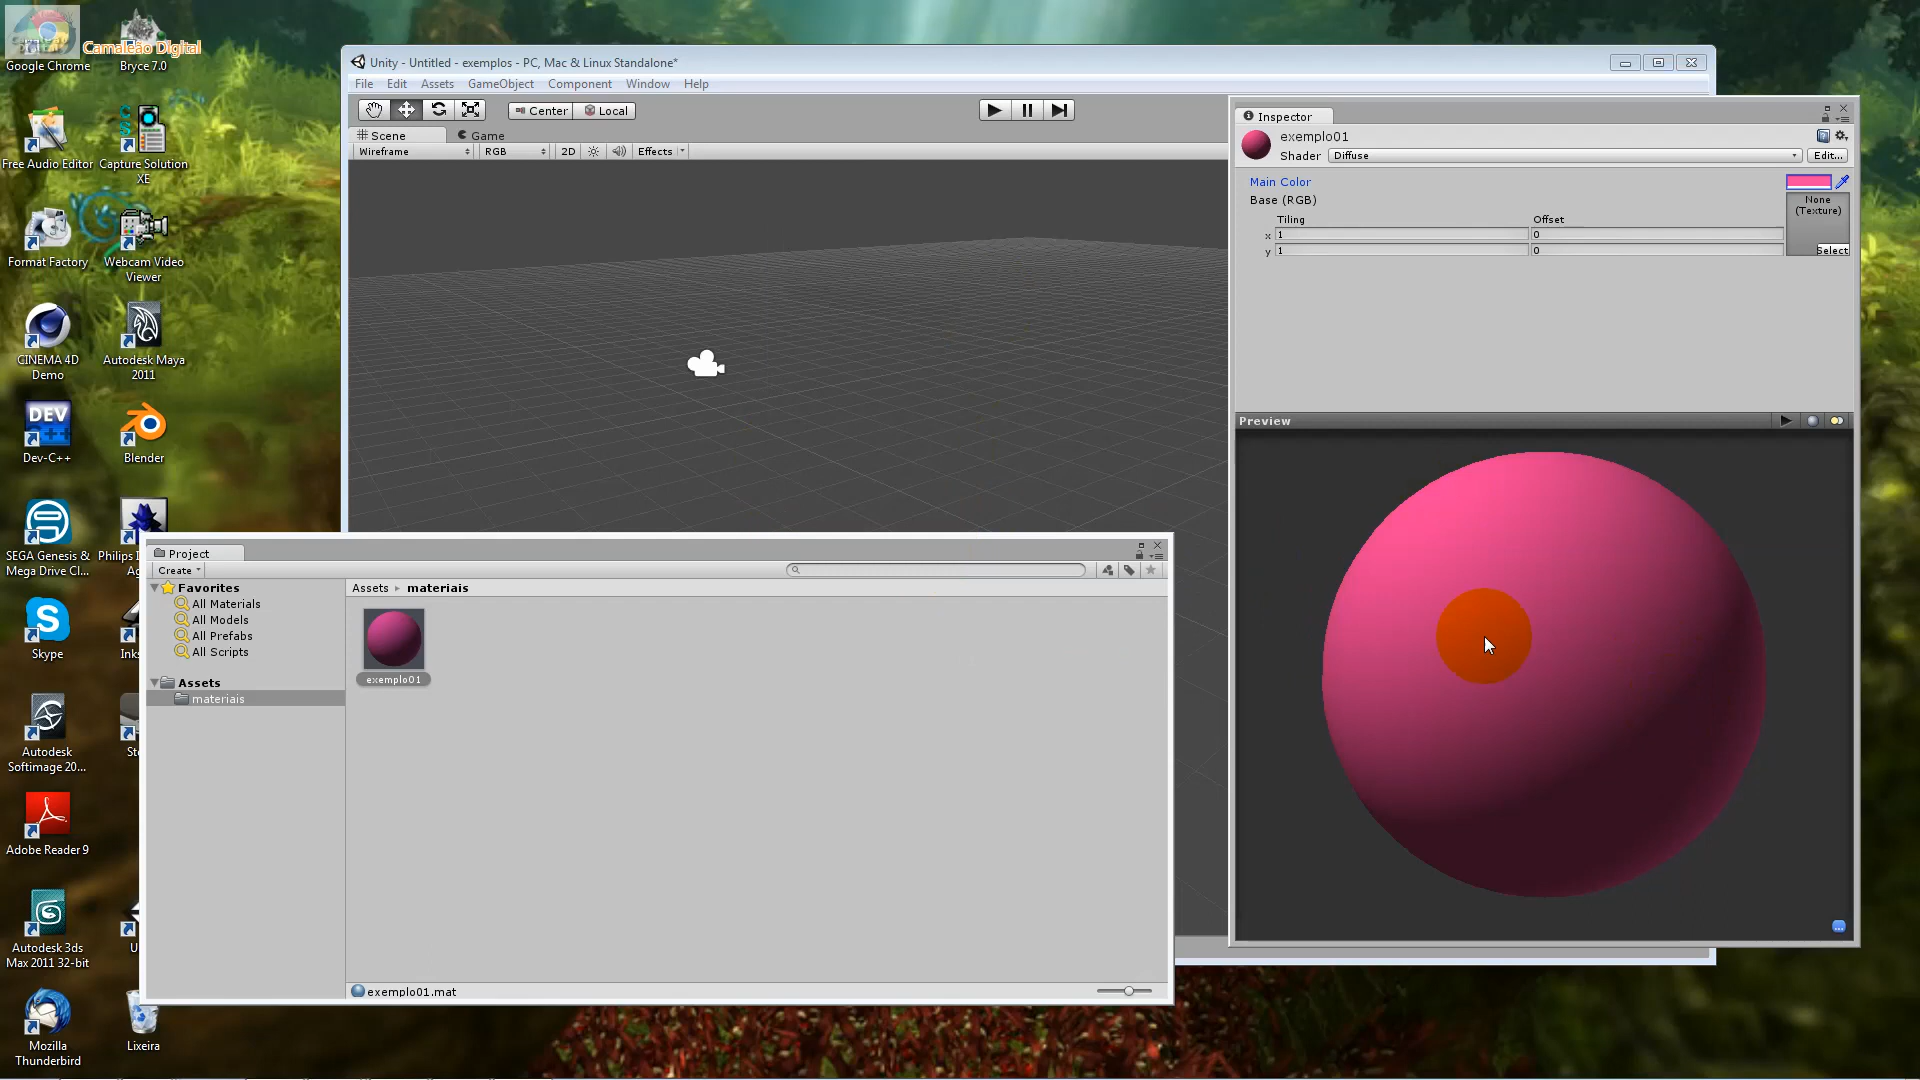 Google Chrome
Camaleão Digital
Bryce 7.0
Free Audio Editor
Capture Solution
XE
Format Factory
Webcam Video
Viewer
CINEMA 4D
Demo
Autodesk Maya
2011
DEV
Dev-C++
Blender
SEGA Genesis &
Mega Drive Cl...
Philips I
Ag
Skype
Inks
Autodesk
Softimage 20...
Ste
Adobe Reader 9
Autodesk 3ds
Max 2011 32-bit
U
Mozilla
Thunderbird
Lixeira
Unity - Untitled - exemplos - PC, Mac & Linux Standalone*
File Edit Assets GameObject Component Window Help
Center Local
Scene Game
Wireframe RGB 2D Effects
Inspector
exemplo01
Shader Diffuse Edit...
Main Color
Base (RGB)
None
(Texture)
Tiling Offset
x 1 0
y 1 0
Select
Preview
Project
Create
Favorites
All Materials
All Models
All Prefabs
All Scripts
Assets
materiais
Assets materiais
exemplo01
exemplo01.mat